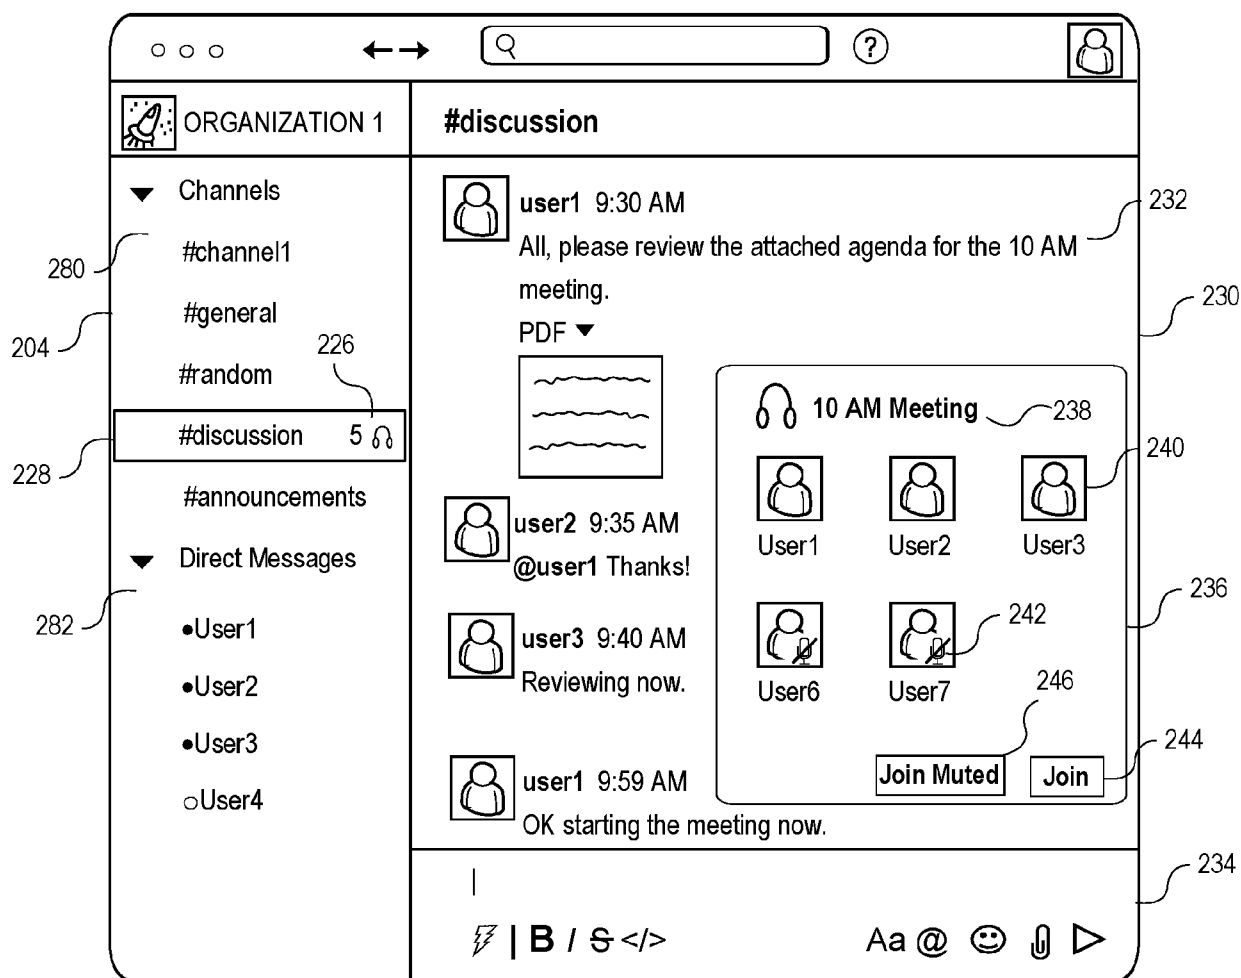 ?
ORGANIZATION 1
#discussion
Channels
280
#channel1
204
#general
#random
226
228
#discussion 5
#announcements
Direct Messages
282
●User1
●User2
●User3
○User4
user1 9:30 AM
232
All, please review the attached agenda for the 10 AM
meeting.
230
PDF
user2 9:35 AM
@user1 Thanks!
user3 9:40 AM
Reviewing now.
user1 9:59 AM
OK starting the meeting now.
10 AM Meeting
238
240
User1 User2 User3
236
242
User6 User7
246
244
Join Muted Join
234
| B I S </>
Aa @